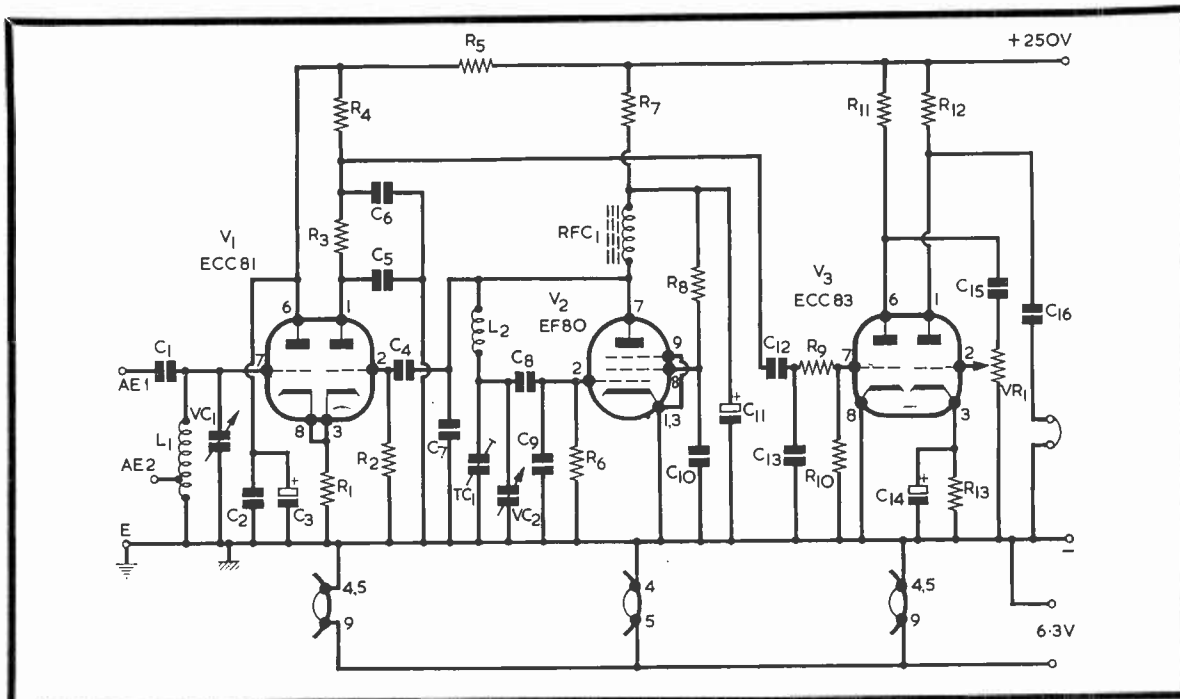 R5
+250V
R4
R7
R11
R12
C6
RFC1
V1
ECC81
R3
C5
V2
EF80
R8
V3
ECC83
C15
C16
6
1
7
9
8
6
1
C1
7
2
C4
L2
C8
2
C12
R9
7
2
AE1
VC1
8
3
1,3
C11
8
3
VR1
L1
AE2
R2
C7
C9
R6
C10
C13
R10
C14
R13
R1
TC1
VC2
C2
C3
E
+
+
+
−
4,5
9
4
5
4,5
9
6·3V